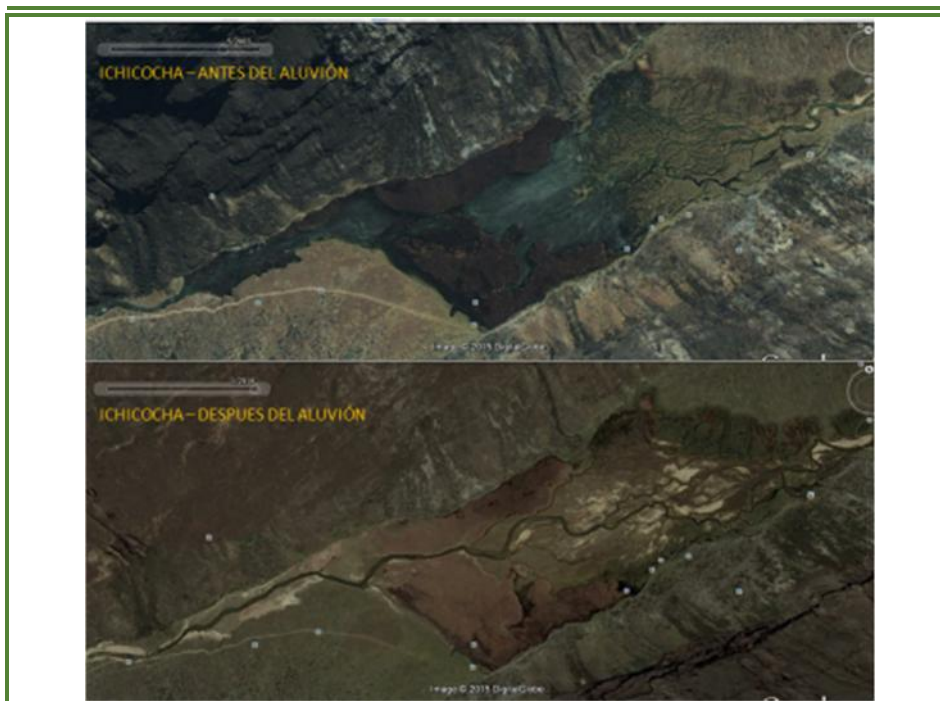 ICHICOCHA – ANTES DEL ALUVIÓN
Image © 2015 DigitalGlobe
ICHICOCHA – DESPUES DEL ALUVIÓN
Image © 2015 DigitalGlobe